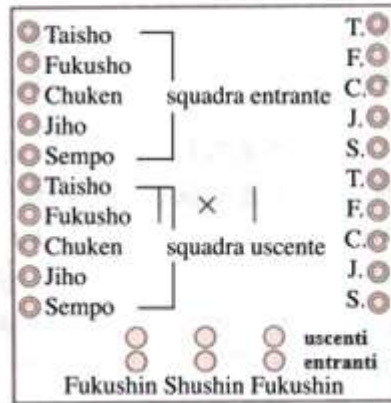 Taisho T.
Fukusho F.
Chuken squadra entrante C.
Jiho J.
Sempo S.
Taisho T.
Fukusho F.
Chuken squadra uscente C.
Jiho J.
Sempo S.
uscenti
entranti
Fukushin Shushin Fukushin